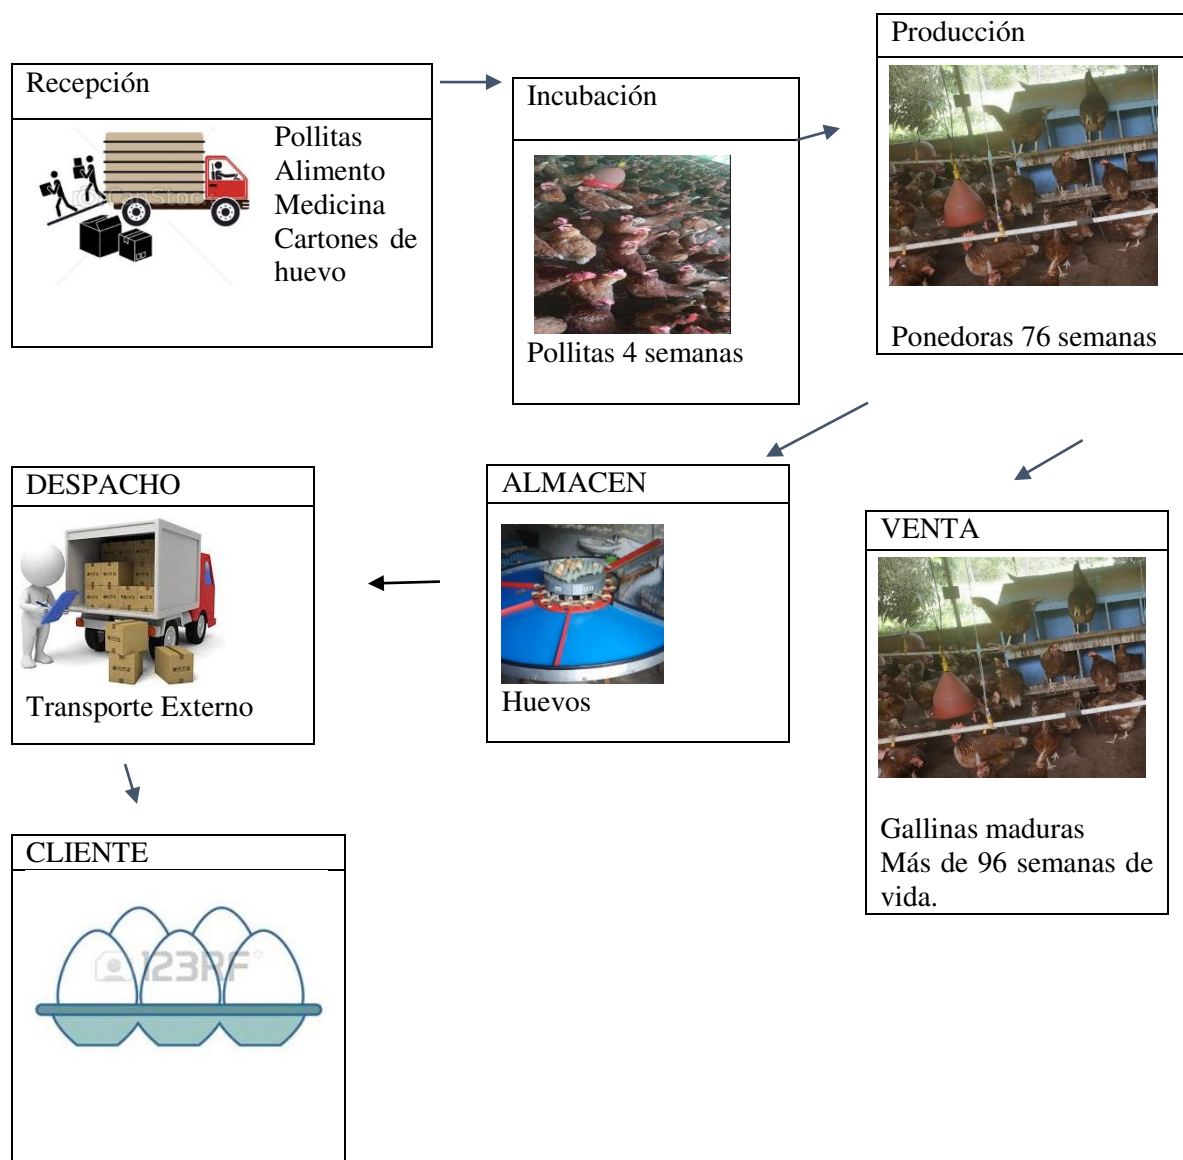 Recepción
Pollitas
Alimento
Medicina
Cartones de
huevo
Incubación
Pollitas 4 semanas
Producción
Ponedoras 76 semanas
DESPACHO
Transporte Externo
ALMACEN
Huevos
VENTA
Gallinas maduras
Más de 96 semanas de
vida.
CLIENTE
123RF